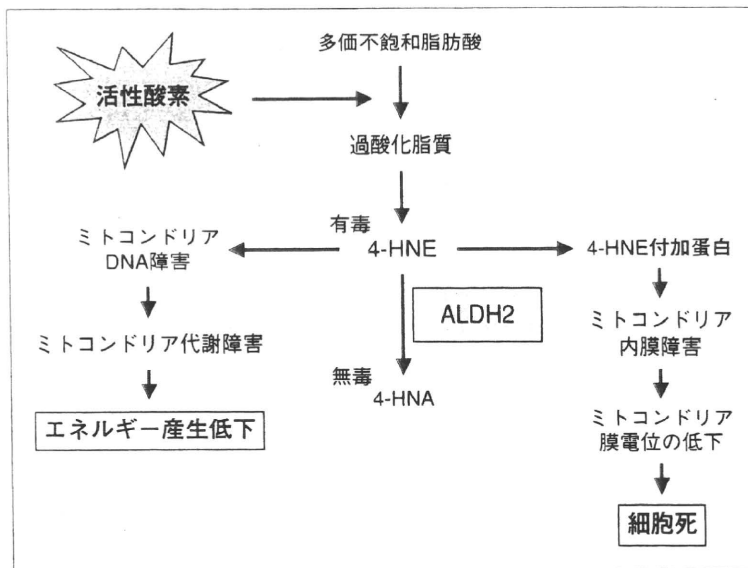 多価不飽和脂肪酸
活性酸素
過酸化脂質
有毒
4-HNE
ミトコンドリア
DNA障害
4-HNE付加蛋白
ALDH2
ミトコンドリア代謝障害
ミトコンドリア
内膜障害
無毒
4-HNA
エネルギー産生低下
ミトコンドリア
膜電位の低下
細胞死